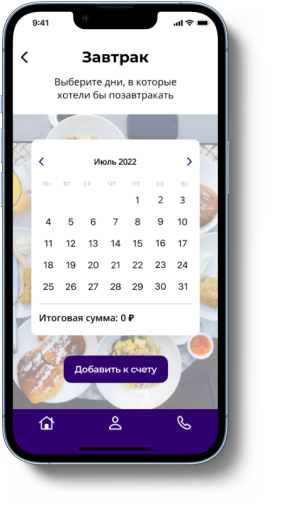 9:41
Завтрак
Выберите дни, в которые
хотели бы позавтракать
Июль 2022
ПН ВТ СР ЧТ ПТ СБ ВС
1 2 3
4 5 6 7 8 9 10
11 12 13 14 15 16 17
18 19 20 21 22 23 24
25 26 27 28 29 30 31
Итоговая сумма: 0 ₽
Добавить к счету